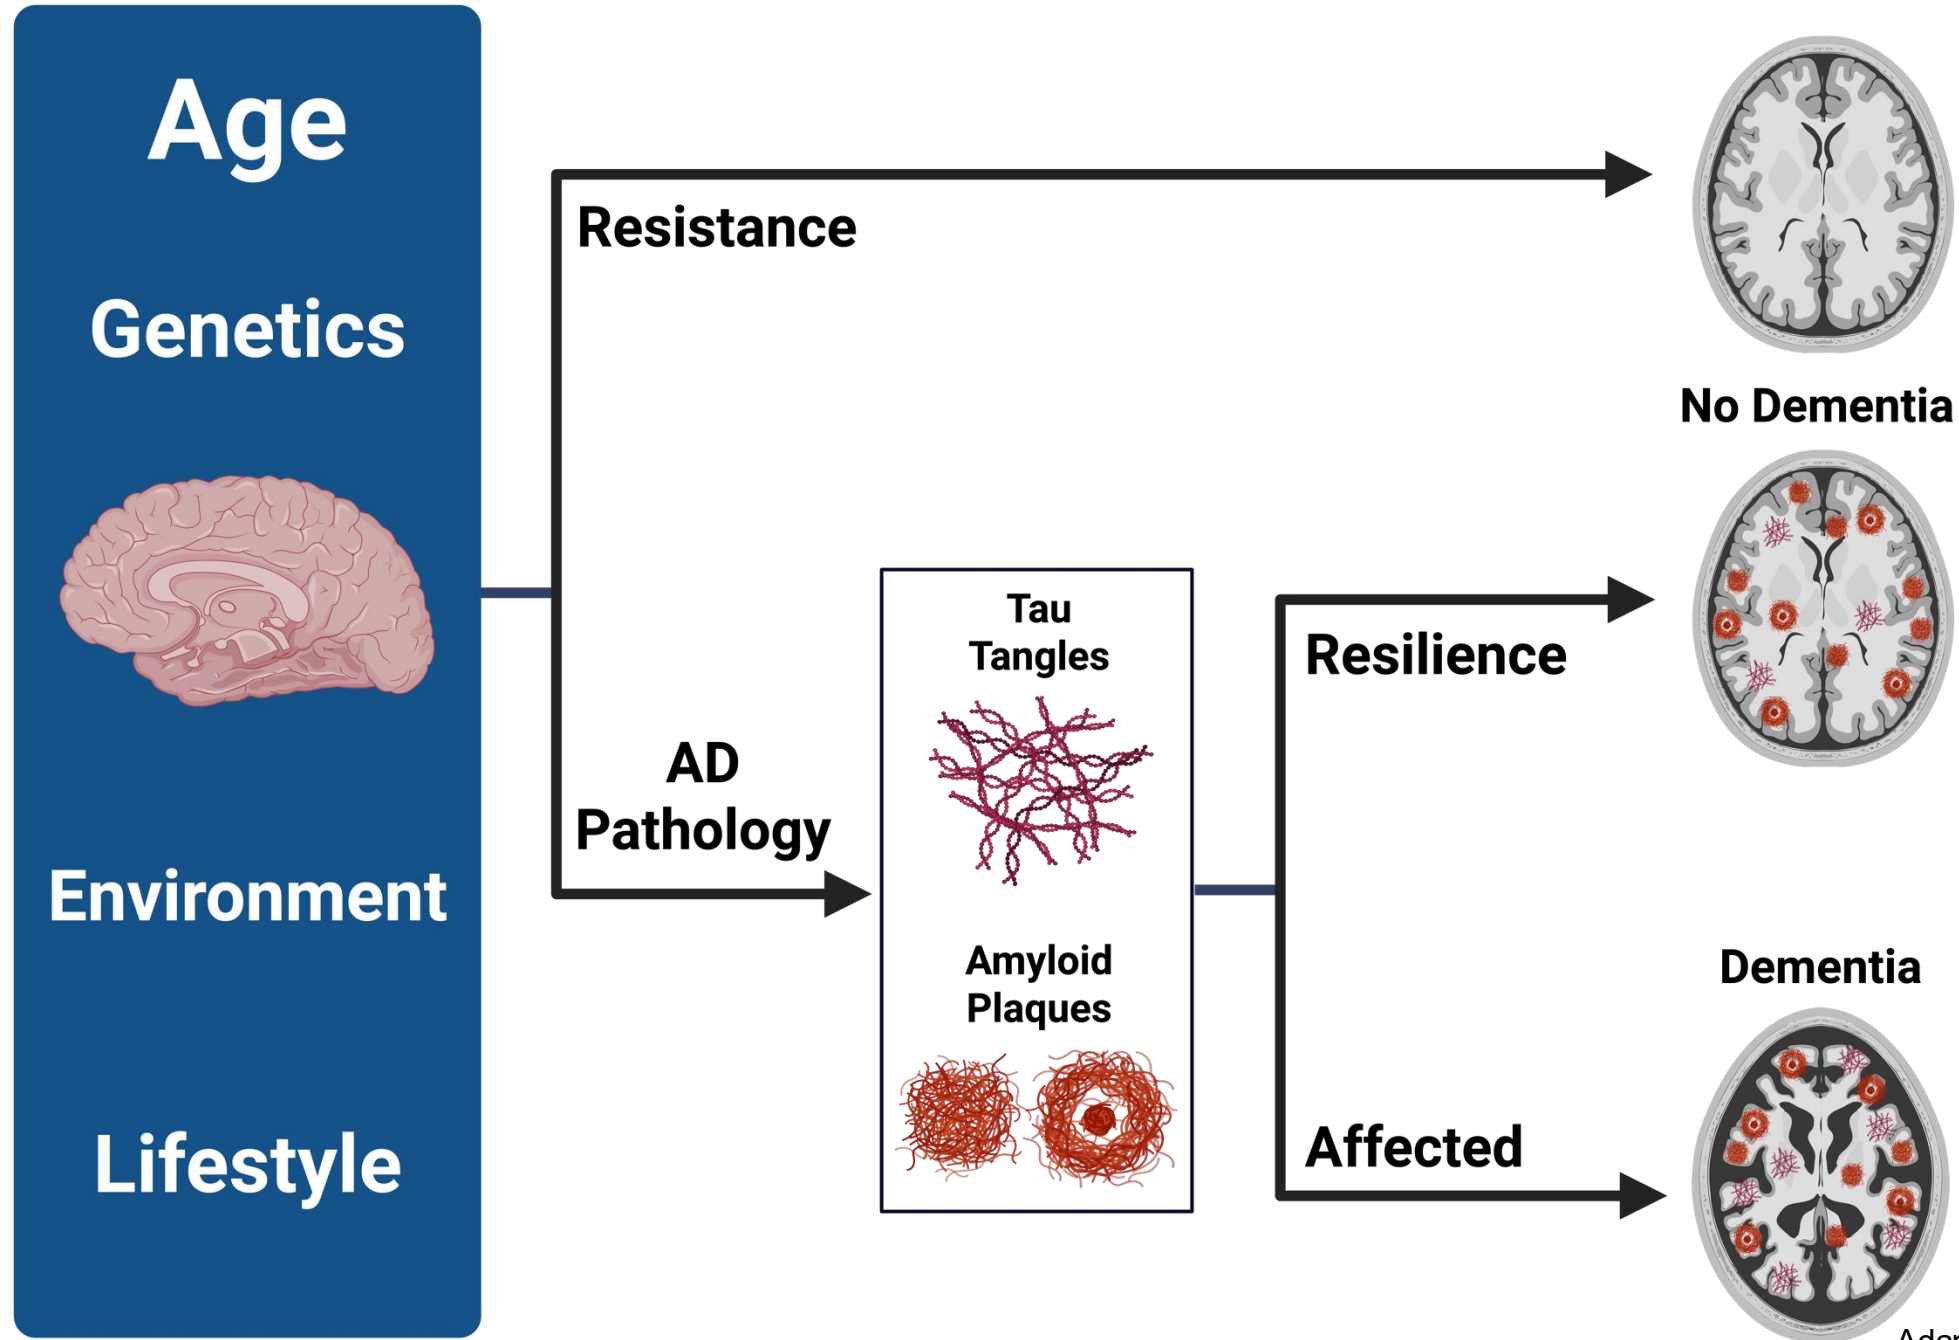 Age
Genetics
Environment
Lifestyle
Resistance
AD
Pathology
Tau
Tangles
Amyloid
Plaques
Resilience
Affected
No Dementia
Dementia